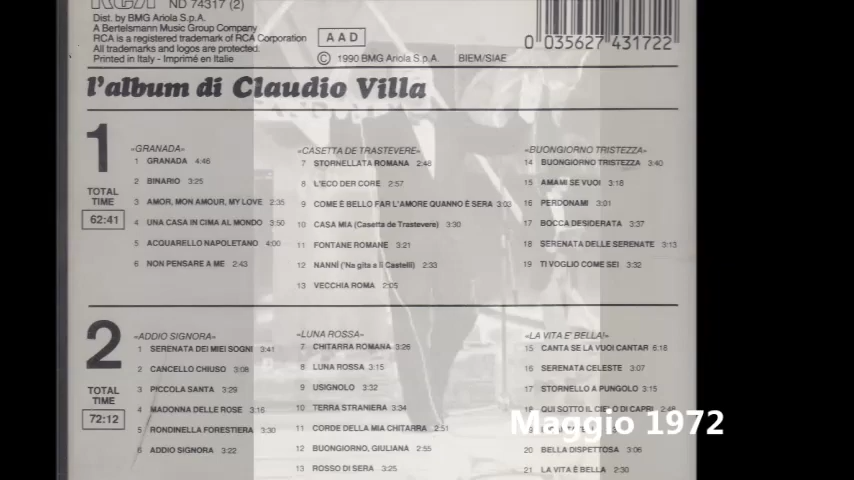 RCA ND 74317 (2)
Dist. by BMG Ariola S.p.A.
A Bertelsmann Music Group Company
RCA is a registered trademark of RCA Corporation
All trademarks and logos are protected.
Printed in Italy - Imprimé en Italie
AAD
© 1990 BMG Ariola S.p.A. BIEM/SIAE
0 035627 431722
l'album di Claudio Villa
1
TOTAL
TIME
62:41
«GRANADA»
1 GRANADA 4:46
2 BINARIO 3:25
3 AMOR, MON AMOUR, MY LOVE 2:35
4 UNA CASA IN CIMA AL MONDO 3:50
5 ACQUARELLO NAPOLETANO 4:00
6 NON PENSARE A ME 2:43
«CASETTA DE TRASTEVERE»
7 STORNELLATA ROMANA 2:48
8 L'ECO DER CORE 2:57
9 COME È BELLO FAR L'AMORE QUANNO È SERA 3:03
10 CASA MIA (Casetta de Trastevere) 3:30
11 FONTANE ROMANE 3:21
12 NANNÌ ('Na gita a li Castelli) 2:33
13 VECCHIA ROMA 2:05
«BUONGIORNO TRISTEZZA»
14 BUONGIORNO TRISTEZZA 3:40
15 AMAMI SE VUOI 3:18
16 PERDONAMI 3:01
17 BOCCA DESIDERATA 3:37
18 SERENATA DELLE SERENATE 3:13
19 TI VOGLIO COME SEI 3:32
2
TOTAL
TIME
72:12
«ADDIO SIGNORA»
1 SERENATA DEI MIEI SOGNI 3:41
2 CANCELLO CHIUSO 3:08
3 PICCOLA SANTA 3:29
4 MADONNA DELLE ROSE 3:16
5 RONDINELLA FORESTIERA 3:30
6 ADDIO SIGNORA 3:22
«LUNA ROSSA»
7 CHITARRA ROMANA 3:26
8 LUNA ROSSA 3:15
9 USIGNOLO 3:32
10 TERRA STRANIERA 3:34
11 CORDE DELLA MIA CHITARRA 2:51
12 BUONGIORNO, GIULIANA 2:55
13 ROSSO DI SERA 3:25
«LA VITA E' BELLA!»
15 CANTA SE LA VUOI CANTAR 6:18
16 SERENATA CELESTE 3:07
17 STORNELLO A PUNGOLO 3:15
18 QUI SOTTO IL CIELO DI CAPRI
20 BELLA DISPETTOSA 3:06
21 LA VITA È BELLA 2:30
Maggio 1972